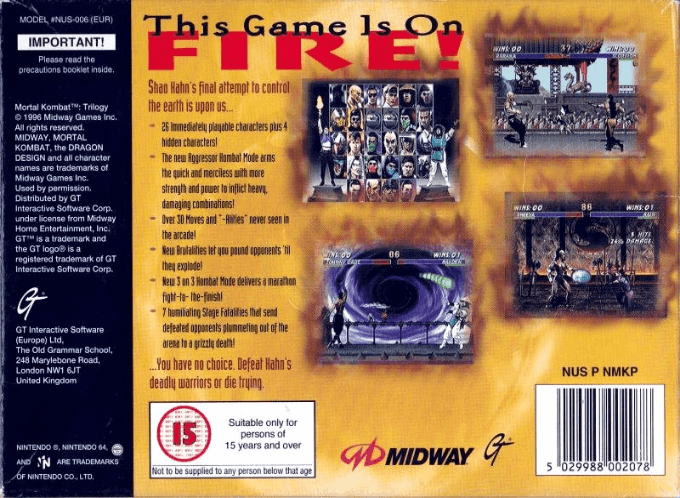 MODEL #NUS-006 (EUR)
IMPORTANT!
Please read the
precautions booklet inside.
Mortal Kombat™: Trilogy
© 1996 Midway Games Inc.
All rights reserved.
MIDWAY, MORTAL
KOMBAT, the DRAGON
DESIGN and all character
names are trademarks of
Midway Games Inc.
Used by permission.
Distributed by GT
Interactive Software Corp.
under license from Midway
Home Entertainment, Inc.
GT™ is a trademark and
the GT logo® is a
registered trademark of GT
Interactive Software Corp.
GT
GT Interactive Software
(Europe) Ltd,
The Old Grammar School,
248 Marylebone Road,
London NW1 6JT
United Kingdom
NINTENDO ®, NINTENDO 64,
AND N ARE TRADEMARKS
OF NINTENDO CO., LTD.
This Game Is On
FIRE!
Shao Kahn's final attempt to control
the earth is upon us...
- 26 immediately playable characters plus 4
hidden characters!
- The new Aggressor Kombat Mode arms
the quick and merciless with more
strength and power to inflict heavy,
damaging combinations!
- Over 30 Moves and "-Alities" never seen in
the arcade!
- New Brutalities let you pound opponents 'til
they explode!
- New 3 on 3 Kombat Mode delivers a marathon
fight-to- the-finish!
- 7 humiliating Stage Fatalities that send
defeated opponents plummeting out of the
arena to a grizzly death!
...You have no choice. Defeat Kahn's
deadly warriors or die trying.
WINS: 00 37 WINS: 00
BARAKA
WINS: 00 86 WINS: 01
SHEEVA KANO
3 HITS
24% DAMAGE
WINS: 00 06 WINS: 01
JOHNNY CAGE RAIDEN
15
Suitable only for
persons of
15 years and over
Not to be supplied to any person below that age
MIDWAY GT
NUS P NMKP
5 029988 002078